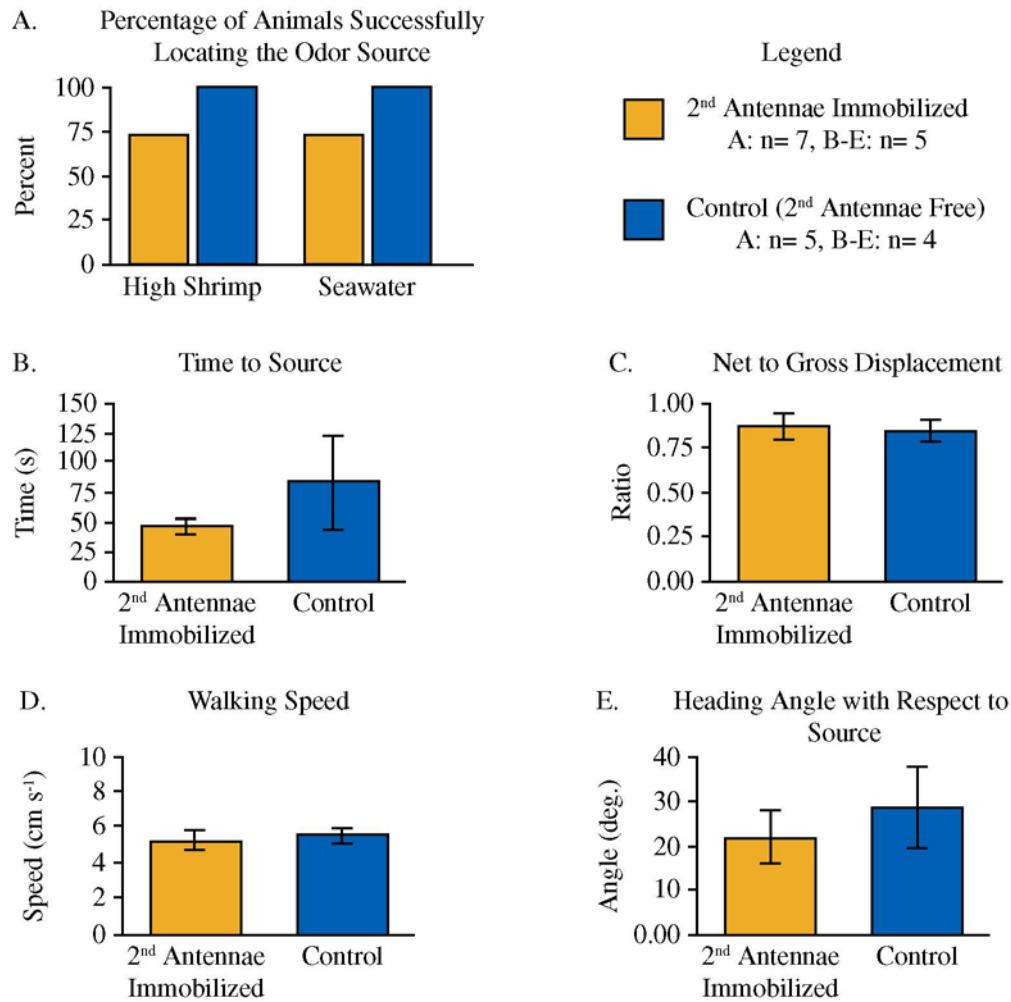 A. Percentage of Animals Successfully
Locating the Odor Source
Percent
100
75
50
25
0
High Shrimp
Seawater
Legend
2nd Antennae Immobilized
A: n= 7, B-E: n= 5
Control (2nd Antennae Free)
A: n= 5, B-E: n= 4
B. Time to Source
Time (s)
150
125
100
75
50
25
0
2nd Antennae
Immobilized
Control
C. Net to Gross Displacement
Ratio
1.00
0.75
0.50
0.25
0.00
2nd Antennae
Immobilized
Control
D. Walking Speed
Speed (cm s-1)
10
8
6
4
2
0
2nd Antennae
Immobilized
Control
E. Heading Angle with Respect to
Source
Angle (deg.)
40
30
20
10
0.00
2nd Antennae
Immobilized
Control